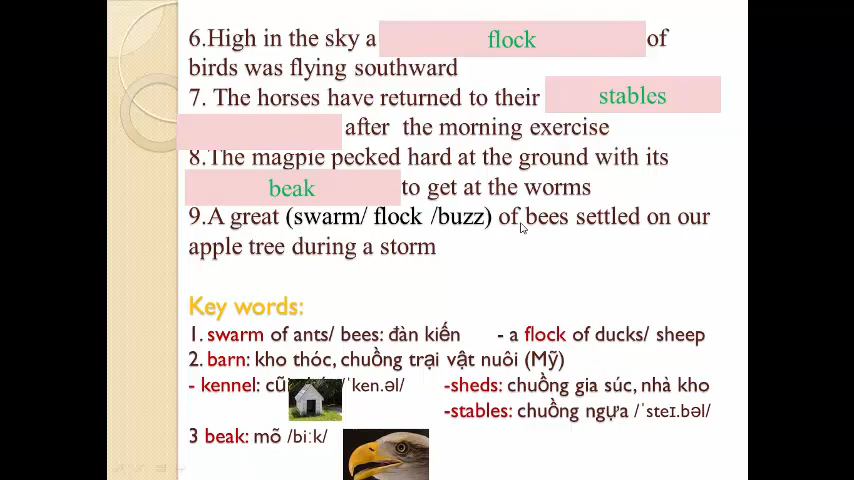 6.High in the sky a flock of
birds was flying southward
7. The horses have returned to their stables
after the morning exercise
8.The magpie pecked hard at the ground with its
beak to get at the worms
9.A great (swarm/ flock /buzz) of bees settled on our
apple tree during a storm
Key words:
1. swarm of ants/ bees: đàn kiến - a flock of ducks/ sheep
2. barn: kho thóc, chuồng trại vật nuôi (Mỹ)
- kennel: /ˈken.əl/ -sheds: chuồng gia súc, nhà kho
-stables: chuồng ngựa /ˈsteɪ.bəl/
3 beak: mõ /biːk/